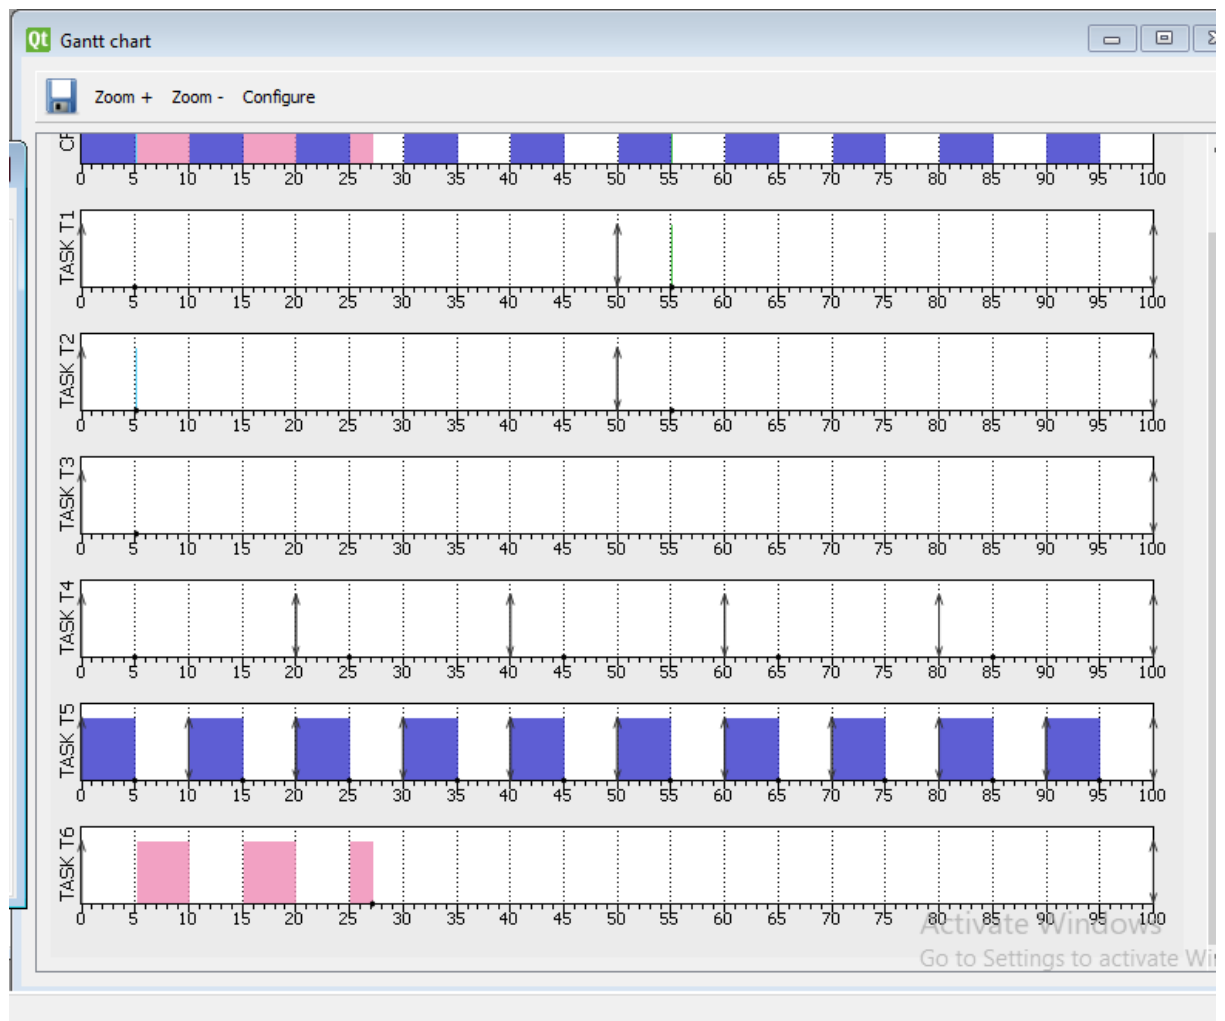 Qt Gantt chart
Zoom + Zoom - Configure
0 5 10 15 20 25 30 35 40 45 50 55 60 65 70 75 80 85 90 95 100
TASK T1
0 5 10 15 20 25 30 35 40 45 50 55 60 65 70 75 80 85 90 95 100
TASK T2
0 5 10 15 20 25 30 35 40 45 50 55 60 65 70 75 80 85 90 95 100
TASK T3
0 5 10 15 20 25 30 35 40 45 50 55 60 65 70 75 80 85 90 95 100
TASK T4
0 5 10 15 20 25 30 35 40 45 50 55 60 65 70 75 80 85 90 95 100
TASK T5
0 5 10 15 20 25 30 35 40 45 50 55 60 65 70 75 80 85 90 95 100
TASK T6
0 5 10 15 20 25 30 35 40 45 50 55 60 65 70 75 80 85 90 95 100
Activate Windows
Go to Settings to activate Wi